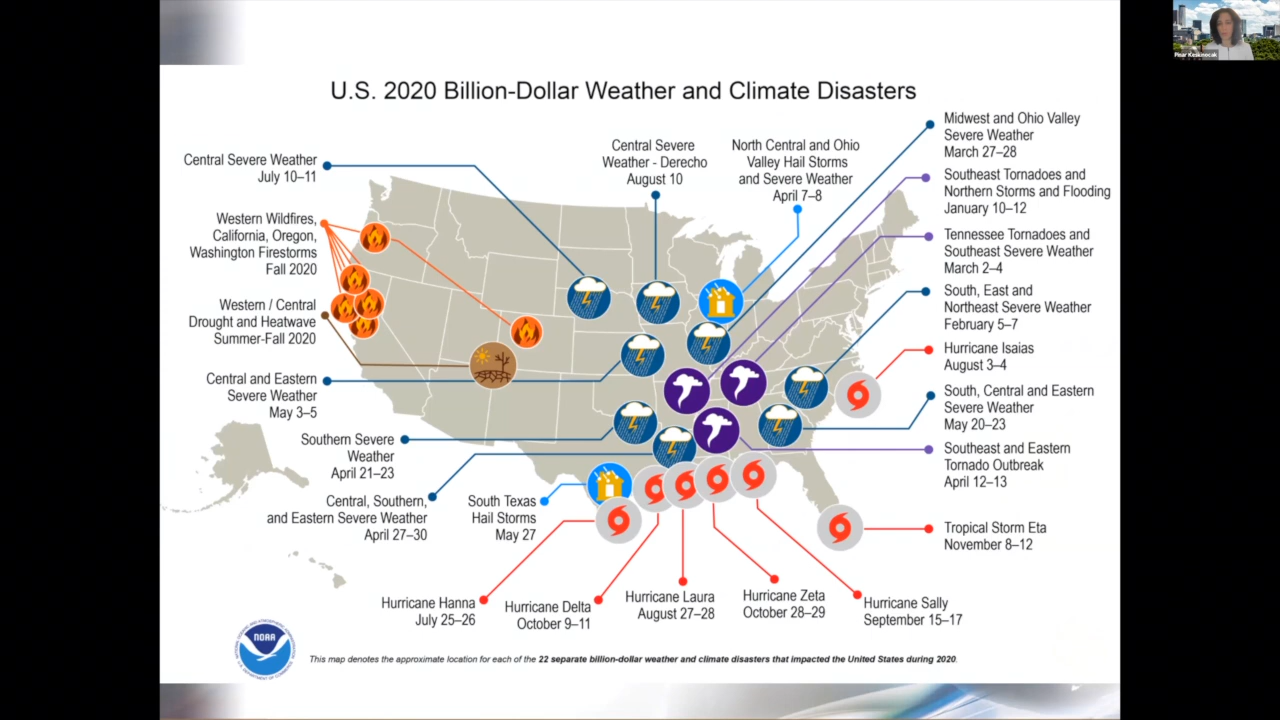 Pinar Keskinocak
U.S. 2020 Billion-Dollar Weather and Climate Disasters
Central Severe Weather
July 10–11
Central Severe
Weather - Derecho
August 10
North Central and Ohio
Valley Hail Storms
and Severe Weather
April 7–8
Midwest and Ohio Valley
Severe Weather
March 27–28
Southeast Tornadoes and
Northern Storms and Flooding
January 10–12
Western Wildfires,
California, Oregon,
Washington Firestorms
Fall 2020
Tennessee Tornadoes and
Southeast Severe Weather
March 2–4
Western / Central
Drought and Heatwave
Summer-Fall 2020
South, East and
Northeast Severe Weather
February 5–7
Hurricane Isaias
August 3–4
Central and Eastern
Severe Weather
May 3–5
South, Central and Eastern
Severe Weather
May 20–23
Southern Severe
Weather
April 21–23
Southeast and Eastern
Tornado Outbreak
April 12–13
Central, Southern,
and Eastern Severe Weather
April 27–30
South Texas
Hail Storms
May 27
Tropical Storm Eta
November 8–12
Hurricane Hanna
July 25–26
Hurricane Delta
October 9–11
Hurricane Laura
August 27–28
Hurricane Zeta
October 28–29
Hurricane Sally
September 15–17
NOAA
This map denotes the approximate location for each of the 22 separate billion-dollar weather and climate disasters that impacted the United States during 2020.